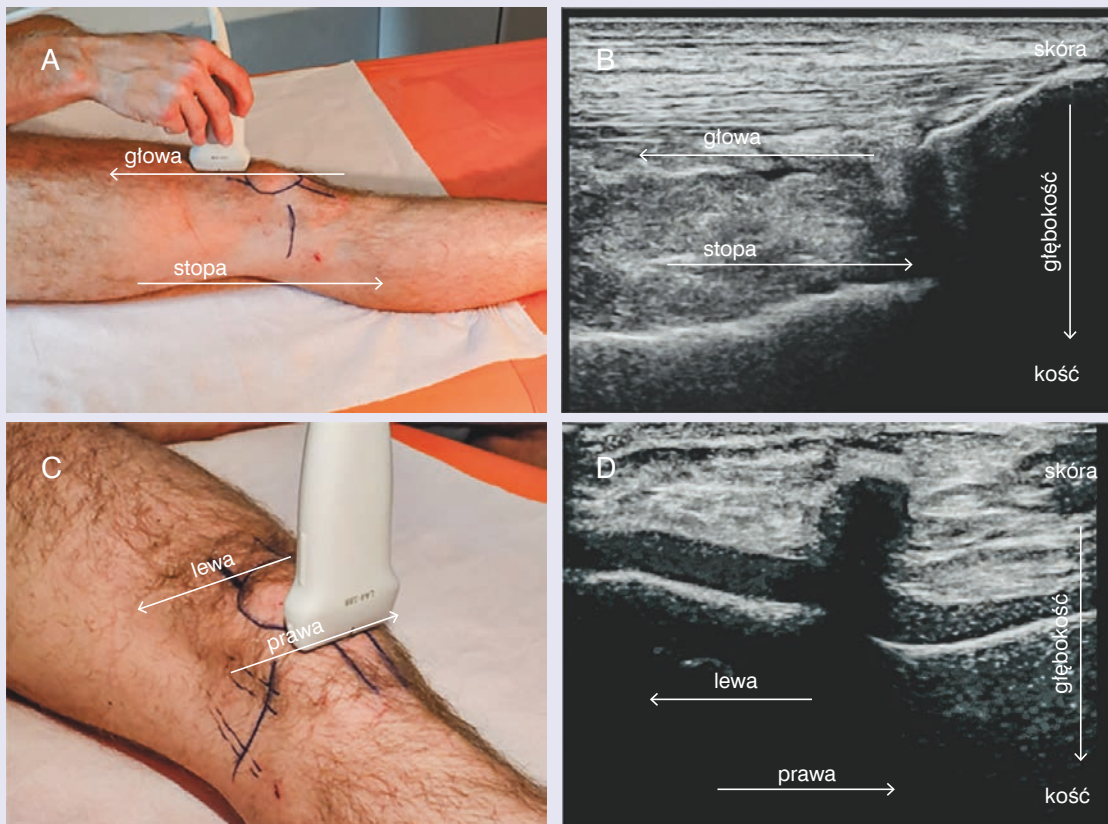 A
głowa
stopa
B
skóra
głowa
głębokość
stopa
kość
C
lewa
prawa
D
skóra
głębokość
lewa
prawa
kość